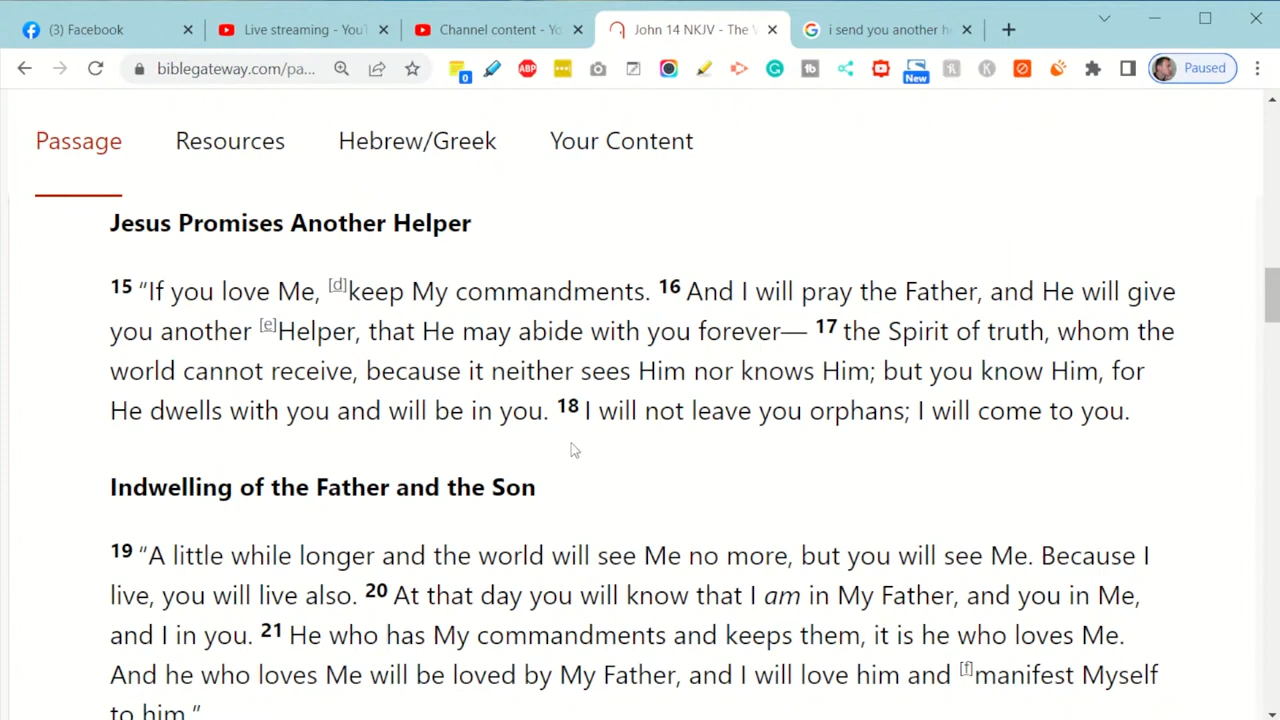 (3) Facebook
Live streaming - YouT
Channel content - Yo
John 14 NKJV - The V
i send you another h
biblegateway.com/pa...
0
ABP
New
Paused
Passage
Resources
Hebrew/Greek
Your Content
Jesus Promises Another Helper
15 “If you love Me, [d]keep My commandments. 16 And I will pray the Father, and He will give
you another [e]Helper, that He may abide with you forever— 17 the Spirit of truth, whom the
world cannot receive, because it neither sees Him nor knows Him; but you know Him, for
He dwells with you and will be in you. 18 I will not leave you orphans; I will come to you.
Indwelling of the Father and the Son
19 “A little while longer and the world will see Me no more, but you will see Me. Because I
live, you will live also. 20 At that day you will know that I am in My Father, and you in Me,
and I in you. 21 He who has My commandments and keeps them, it is he who loves Me.
And he who loves Me will be loved by My Father, and I will love him and [f]manifest Myself
to him.”